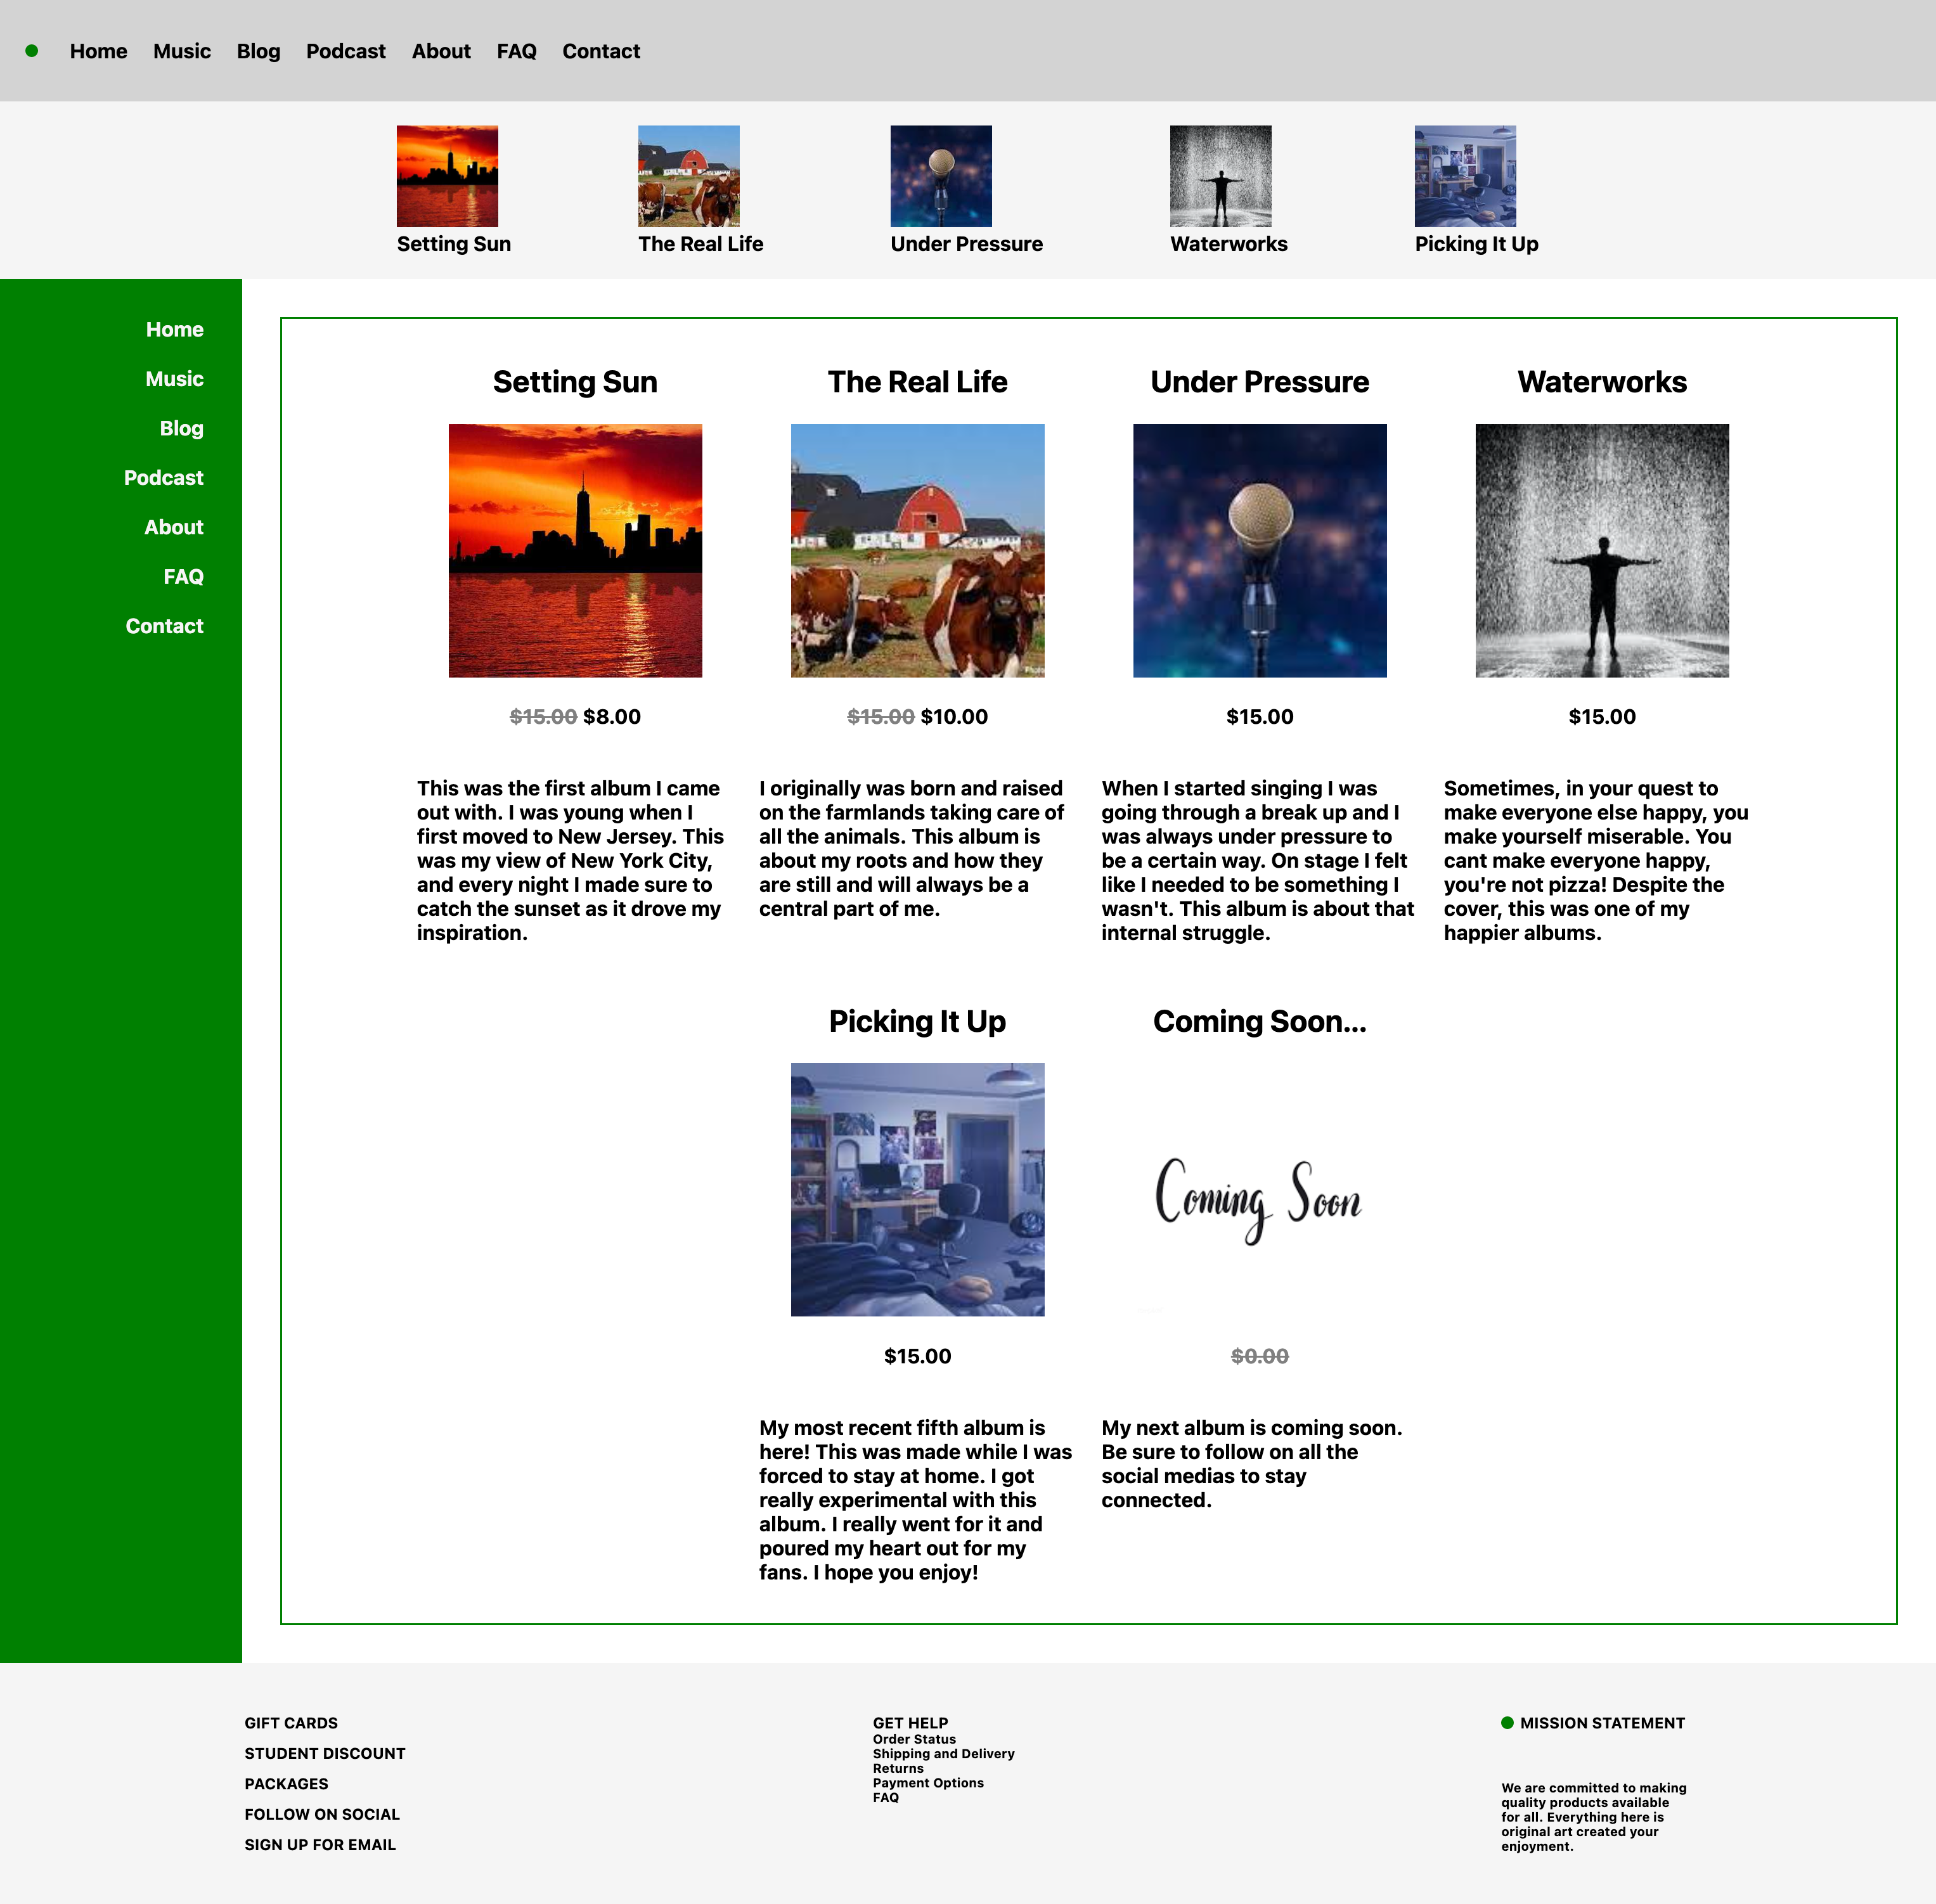 Home Music Blog Podcast About FAQ Contact
Setting Sun
The Real Life
Under Pressure
Waterworks
Picking It Up
Home
Music
Blog
Podcast
About
FAQ
Contact
Setting Sun
$15.00 $8.00
This was the first album I came
out with. I was young when I
first moved to New Jersey. This
was my view of New York City,
and every night I made sure to
catch the sunset as it drove my
inspiration.
The Real Life
$15.00 $10.00
I originally was born and raised
on the farmlands taking care of
all the animals. This album is
about my roots and how they
are still and will always be a
central part of me.
Under Pressure
$15.00
When I started singing I was
going through a break up and I
was always under pressure to
be a certain way. On stage I felt
like I needed to be something I
wasn't. This album is about that
internal struggle.
Waterworks
$15.00
Sometimes, in your quest to
make everyone else happy, you
make yourself miserable. You
cant make everyone happy,
you're not pizza! Despite the
cover, this was one of my
happier albums.
Picking It Up
$15.00
My most recent fifth album is
here! This was made while I was
forced to stay at home. I got
really experimental with this
album. I really went for it and
poured my heart out for my
fans. I hope you enjoy!
Coming Soon...
Coming Soon
$0.00
My next album is coming soon.
Be sure to follow on all the
social medias to stay
connected.
GIFT CARDS
STUDENT DISCOUNT
PACKAGES
FOLLOW ON SOCIAL
SIGN UP FOR EMAIL
GET HELP
Order Status
Shipping and Delivery
Returns
Payment Options
FAQ
MISSION STATEMENT
We are committed to making
quality products available
for all. Everything here is
original art created your
enjoyment.